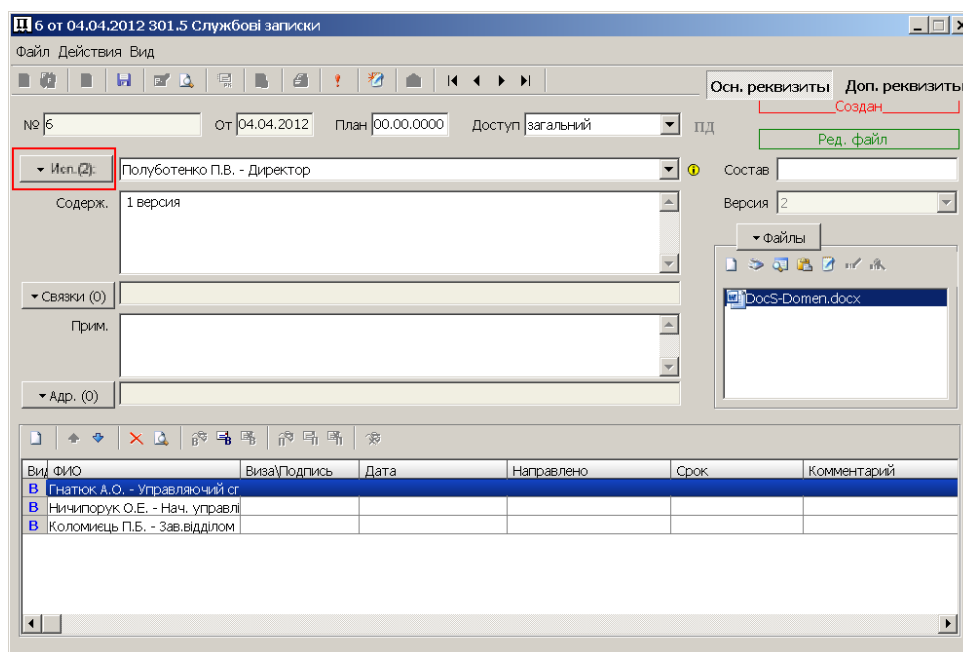 6 от 04.04.2012 301.5 Службові записки
Файл Действия Вид
Осн. реквизиты Доп. реквизиты
Создан
№ 6 От 04.04.2012 План 00.00.0000 Доступ загальний ПД
Ред. файл
Исп.(2): Полуботенко П.В. - Директор Состав
Содерж. 1 версия Версия 2
Файлы
Связки (0) DocS-Domen.docx
Прим.
Адр. (0)
Вид ФИО Виза\Подпись Дата Направлено Срок Комментарий
В Гнатюк А.О. - Управляючий сп
В Ничипорук О.Е. - Нач. управлі
В Коломиєць П.Б. - Зав.відділом